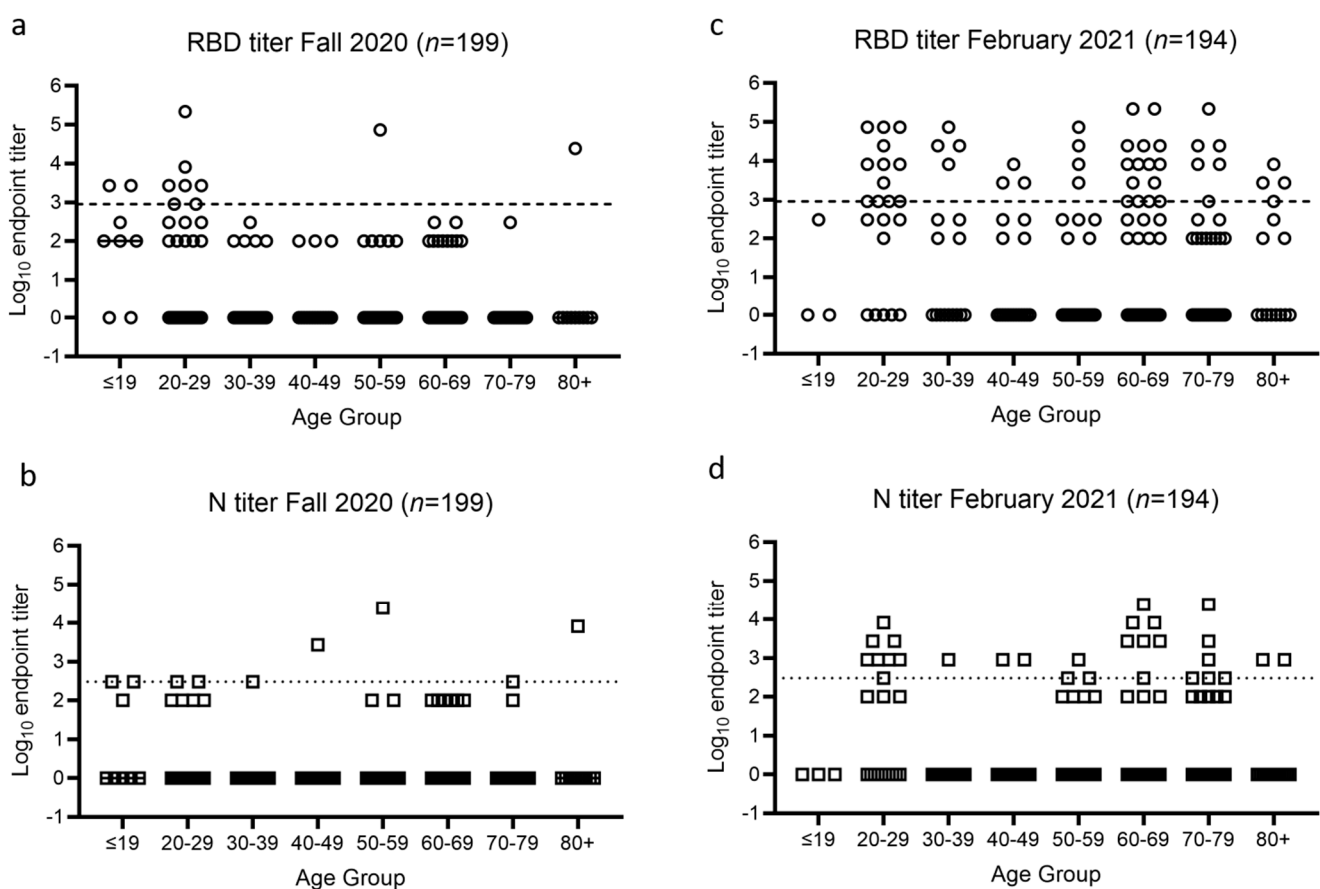 a
RBD titer Fall 2020 (n=199)
Log10 endpoint titer
6
5
4
3
2
1
0
-1
≤19 20-29 30-39 40-49 50-59 60-69 70-79 80+
Age Group
c
RBD titer February 2021 (n=194)
Log10 endpoint titer
6
5
4
3
2
1
0
-1
≤19 20-29 30-39 40-49 50-59 60-69 70-79 80+
Age Group
b
N titer Fall 2020 (n=199)
Log10 endpoint titer
6
5
4
3
2
1
0
-1
≤19 20-29 30-39 40-49 50-59 60-69 70-79 80+
Age Group
d
N titer February 2021 (n=194)
Log10 endpoint titer
6
5
4
3
2
1
0
-1
≤19 20-29 30-39 40-49 50-59 60-69 70-79 80+
Age Group